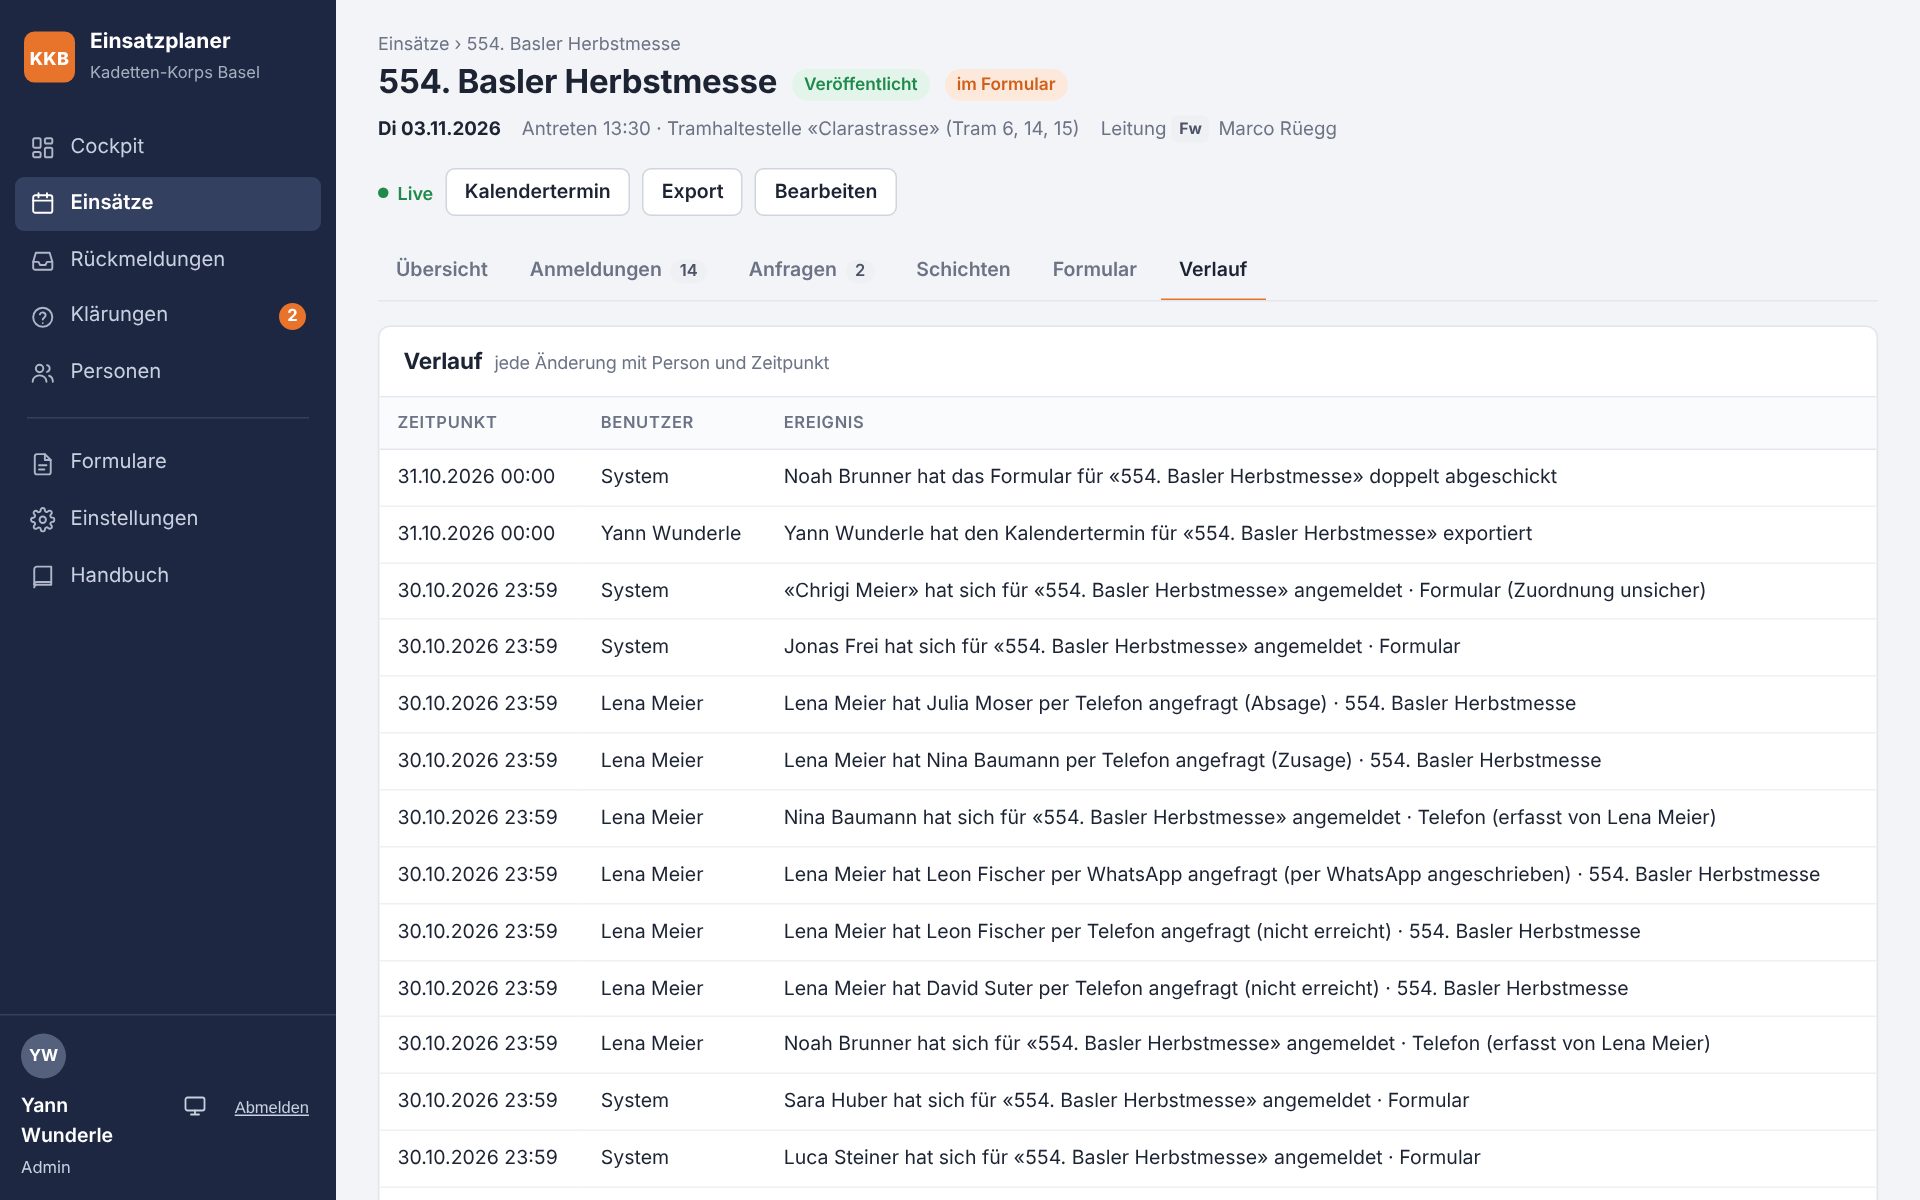 KKB
Einsatzplaner
Kadetten-Korps Basel
Cockpit
Einsätze
Rückmeldungen
Klärungen 2
Personen
Formulare
Einstellungen
Handbuch
YW
Yann Wunderle
Admin
Abmelden
Einsätze › 554. Basler Herbstmesse
554. Basler Herbstmesse Veröffentlicht im Formular
Di 03.11.2026 Antreten 13:30 · Tramhaltestelle «Clarastrasse» (Tram 6, 14, 15) Leitung Fw Marco Rüegg
Live Kalendertermin Export Bearbeiten
Übersicht Anmeldungen 14 Anfragen 2 Schichten Formular Verlauf
Verlauf jede Änderung mit Person und Zeitpunkt
ZEITPUNKT BENUTZER EREIGNIS
31.10.2026 00:00 System Noah Brunner hat das Formular für «554. Basler Herbstmesse» doppelt abgeschickt
31.10.2026 00:00 Yann Wunderle Yann Wunderle hat den Kalendertermin für «554. Basler Herbstmesse» exportiert
30.10.2026 23:59 System «Chrigi Meier» hat sich für «554. Basler Herbstmesse» angemeldet · Formular (Zuordnung unsicher)
30.10.2026 23:59 System Jonas Frei hat sich für «554. Basler Herbstmesse» angemeldet · Formular
30.10.2026 23:59 Lena Meier Lena Meier hat Julia Moser per Telefon angefragt (Absage) · 554. Basler Herbstmesse
30.10.2026 23:59 Lena Meier Lena Meier hat Nina Baumann per Telefon angefragt (Zusage) · 554. Basler Herbstmesse
30.10.2026 23:59 Lena Meier Nina Baumann hat sich für «554. Basler Herbstmesse» angemeldet · Telefon (erfasst von Lena Meier)
30.10.2026 23:59 Lena Meier Lena Meier hat Leon Fischer per WhatsApp angefragt (per WhatsApp angeschrieben) · 554. Basler Herbstmesse
30.10.2026 23:59 Lena Meier Lena Meier hat Leon Fischer per Telefon angefragt (nicht erreicht) · 554. Basler Herbstmesse
30.10.2026 23:59 Lena Meier Lena Meier hat David Suter per Telefon angefragt (nicht erreicht) · 554. Basler Herbstmesse
30.10.2026 23:59 Lena Meier Noah Brunner hat sich für «554. Basler Herbstmesse» angemeldet · Telefon (erfasst von Lena Meier)
30.10.2026 23:59 System Sara Huber hat sich für «554. Basler Herbstmesse» angemeldet · Formular
30.10.2026 23:59 System Luca Steiner hat sich für «554. Basler Herbstmesse» angemeldet · Formular